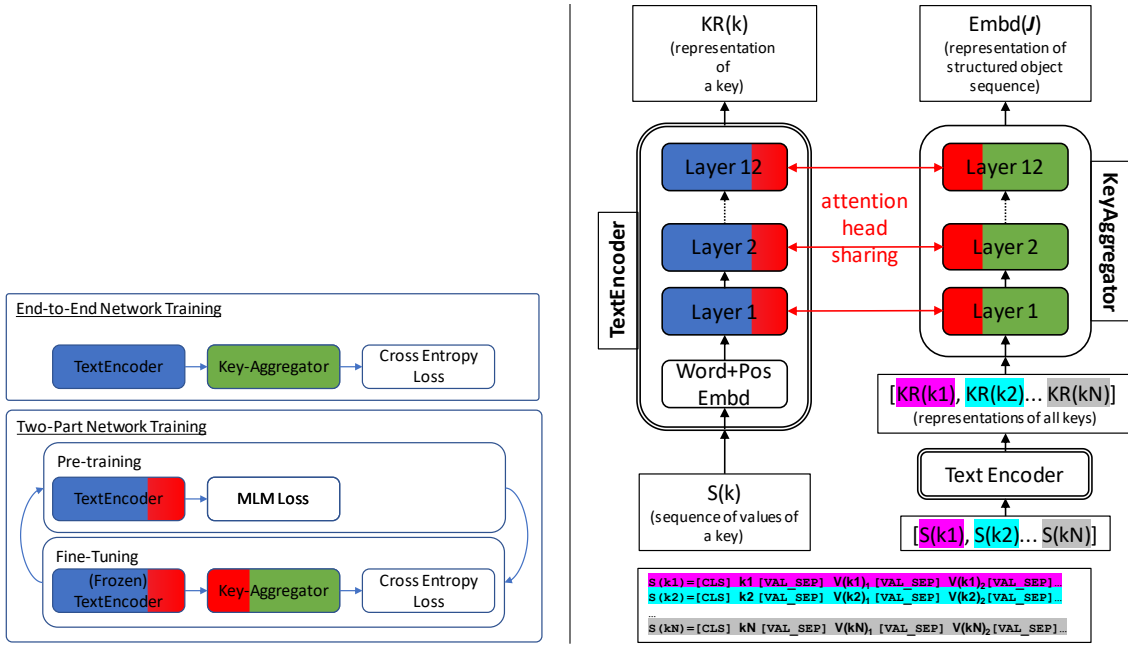 End-to-End Network Training
TextEncoder
Key-Aggregator
Cross Entropy
Loss
Two-Part Network Training
Pre-training
TextEncoder
MLM Loss
Fine-Tuning
(Frozen)
TextEncoder
Key-Aggregator
Cross Entropy
Loss
KR(k)
(representation
of
a key)
TextEncoder
Layer 12
Layer 2
Layer 1
Word+Pos
Embd
S(k)
(sequence of values of
a key)
attention
head
sharing
Embd(J)
(representation of
structured object
sequence)
KeyAggregator
Layer 12
Layer 2
Layer 1
[KR(k1), KR(k2)... KR(kN)]
(representations of all keys)
Text Encoder
[S(k1), S(k2)... S(kN)]
S(k1)=[CLS] k1 [VAL_SEP] V(k1)₁ [VAL_SEP] V(k1)₂[VAL_SEP]...
S(k2)=[CLS] k2 [VAL_SEP] V(k2)₁ [VAL_SEP] V(k2)₂[VAL_SEP]...
...
S(kN)=[CLS] kN [VAL_SEP] V(kN)₁ [VAL_SEP] V(kN)₂[VAL_SEP]...